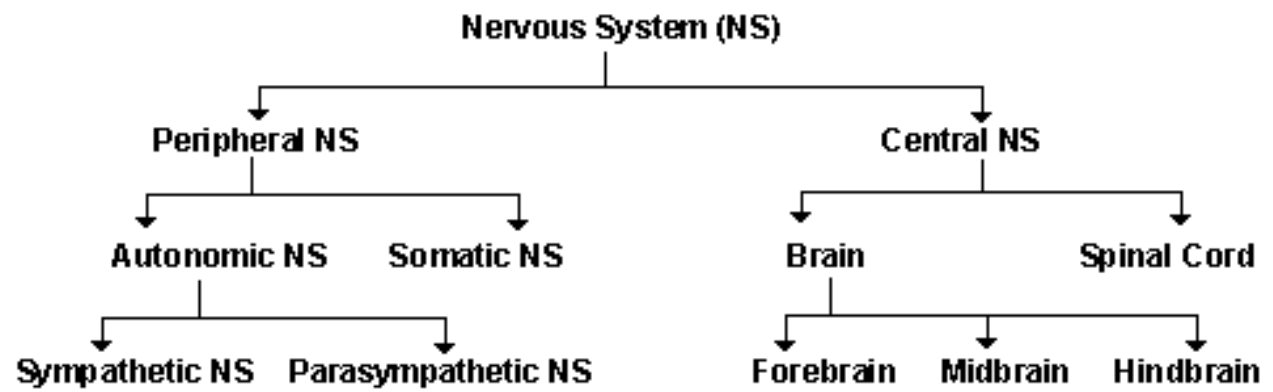 Nervous System (NS)
Peripheral NS Central NS
Autonomic NS Somatic NS Brain Spinal Cord
Sympathetic NS Parasympathetic NS Forebrain Midbrain Hindbrain